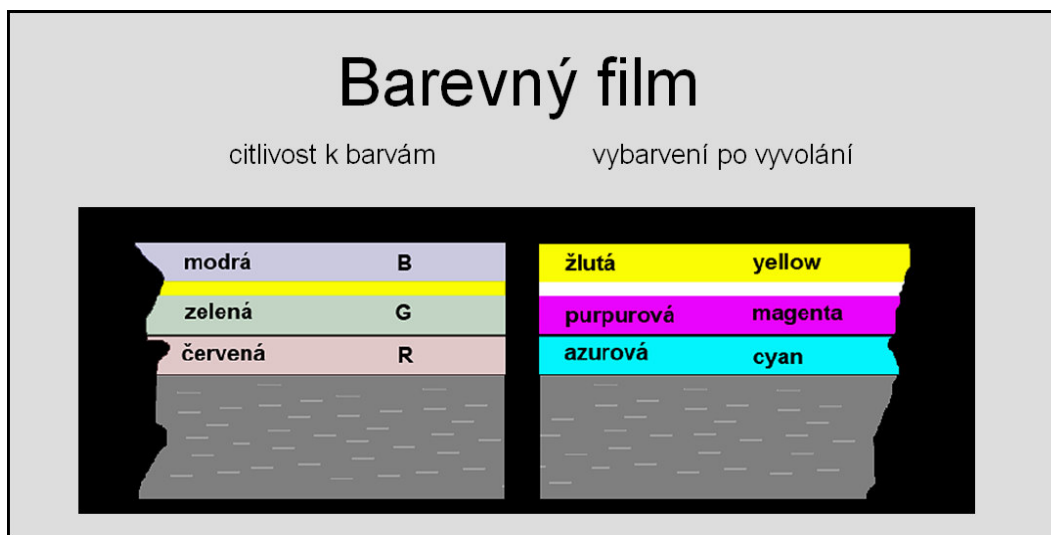 Barevný film
citlivost k barvám
vybarvení po vyvolání
modrá B
zelená G
červená R
žlutá yellow
purpurová magenta
azurová cyan